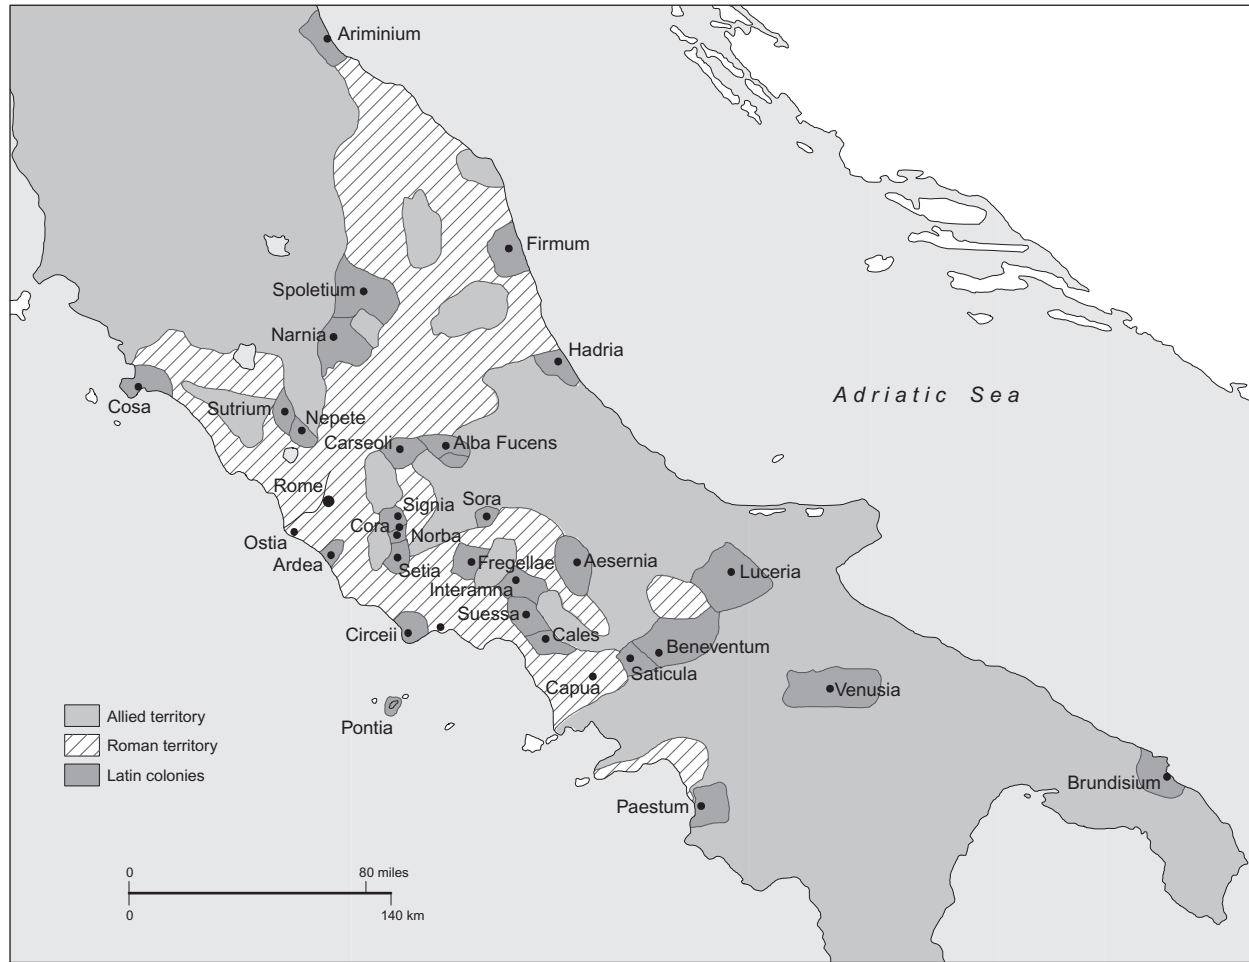 Ariminium
Firmum
Spoletium
Narnia
Hadria
Adriatic Sea
Cosa
Sutrium
Nepete
Carseoli
Alba Fucens
Rome
Signia
Sora
Cora
Norba
Ostia
Ardea
Setia
Fregellae
Aesernia
Luceria
Interamna
Suessa
Circeii
Cales
Beneventum
Saticula
Capua
Venusia
Pontia
Allied territory
Roman territory
Latin colonies
Brundisium
Paestum
0
80 miles
0
140 km